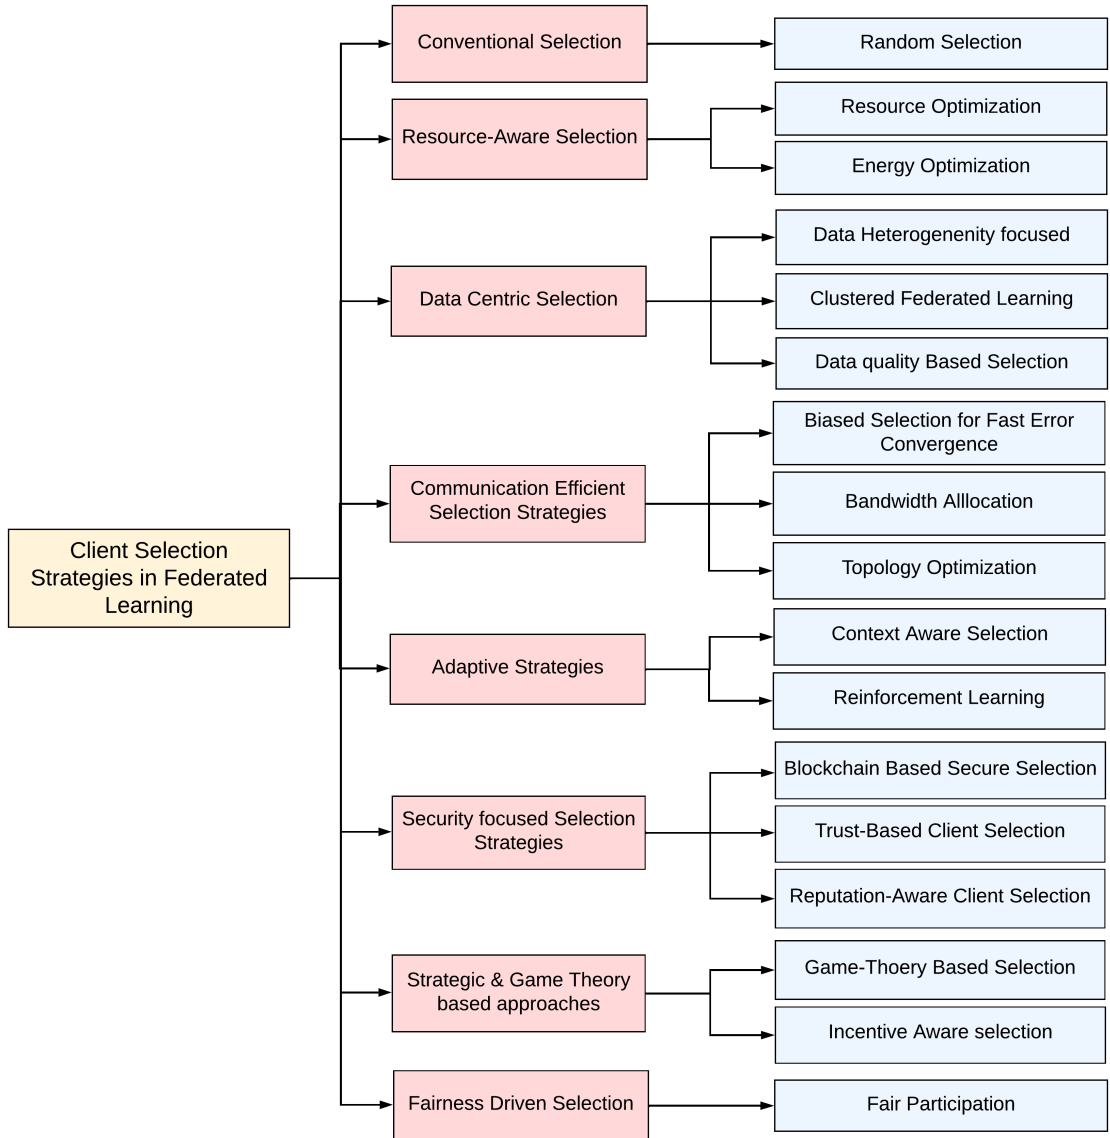 Conventional Selection
Random Selection
Resource-Aware Selection
Resource Optimization
Energy Optimization
Data Centric Selection
Data Heterogenenity focused
Clustered Federated Learning
Data quality Based Selection
Communication Efficient
Selection Strategies
Biased Selection for Fast Error
Convergence
Bandwidth Alllocation
Topology Optimization
Client Selection
Strategies in Federated
Learning
Adaptive Strategies
Context Aware Selection
Reinforcement Learning
Security focused Selection
Strategies
Blockchain Based Secure Selection
Trust-Based Client Selection
Reputation-Aware Client Selection
Strategic & Game Theory
based approaches
Game-Thoery Based Selection
Incentive Aware selection
Fairness Driven Selection
Fair Participation